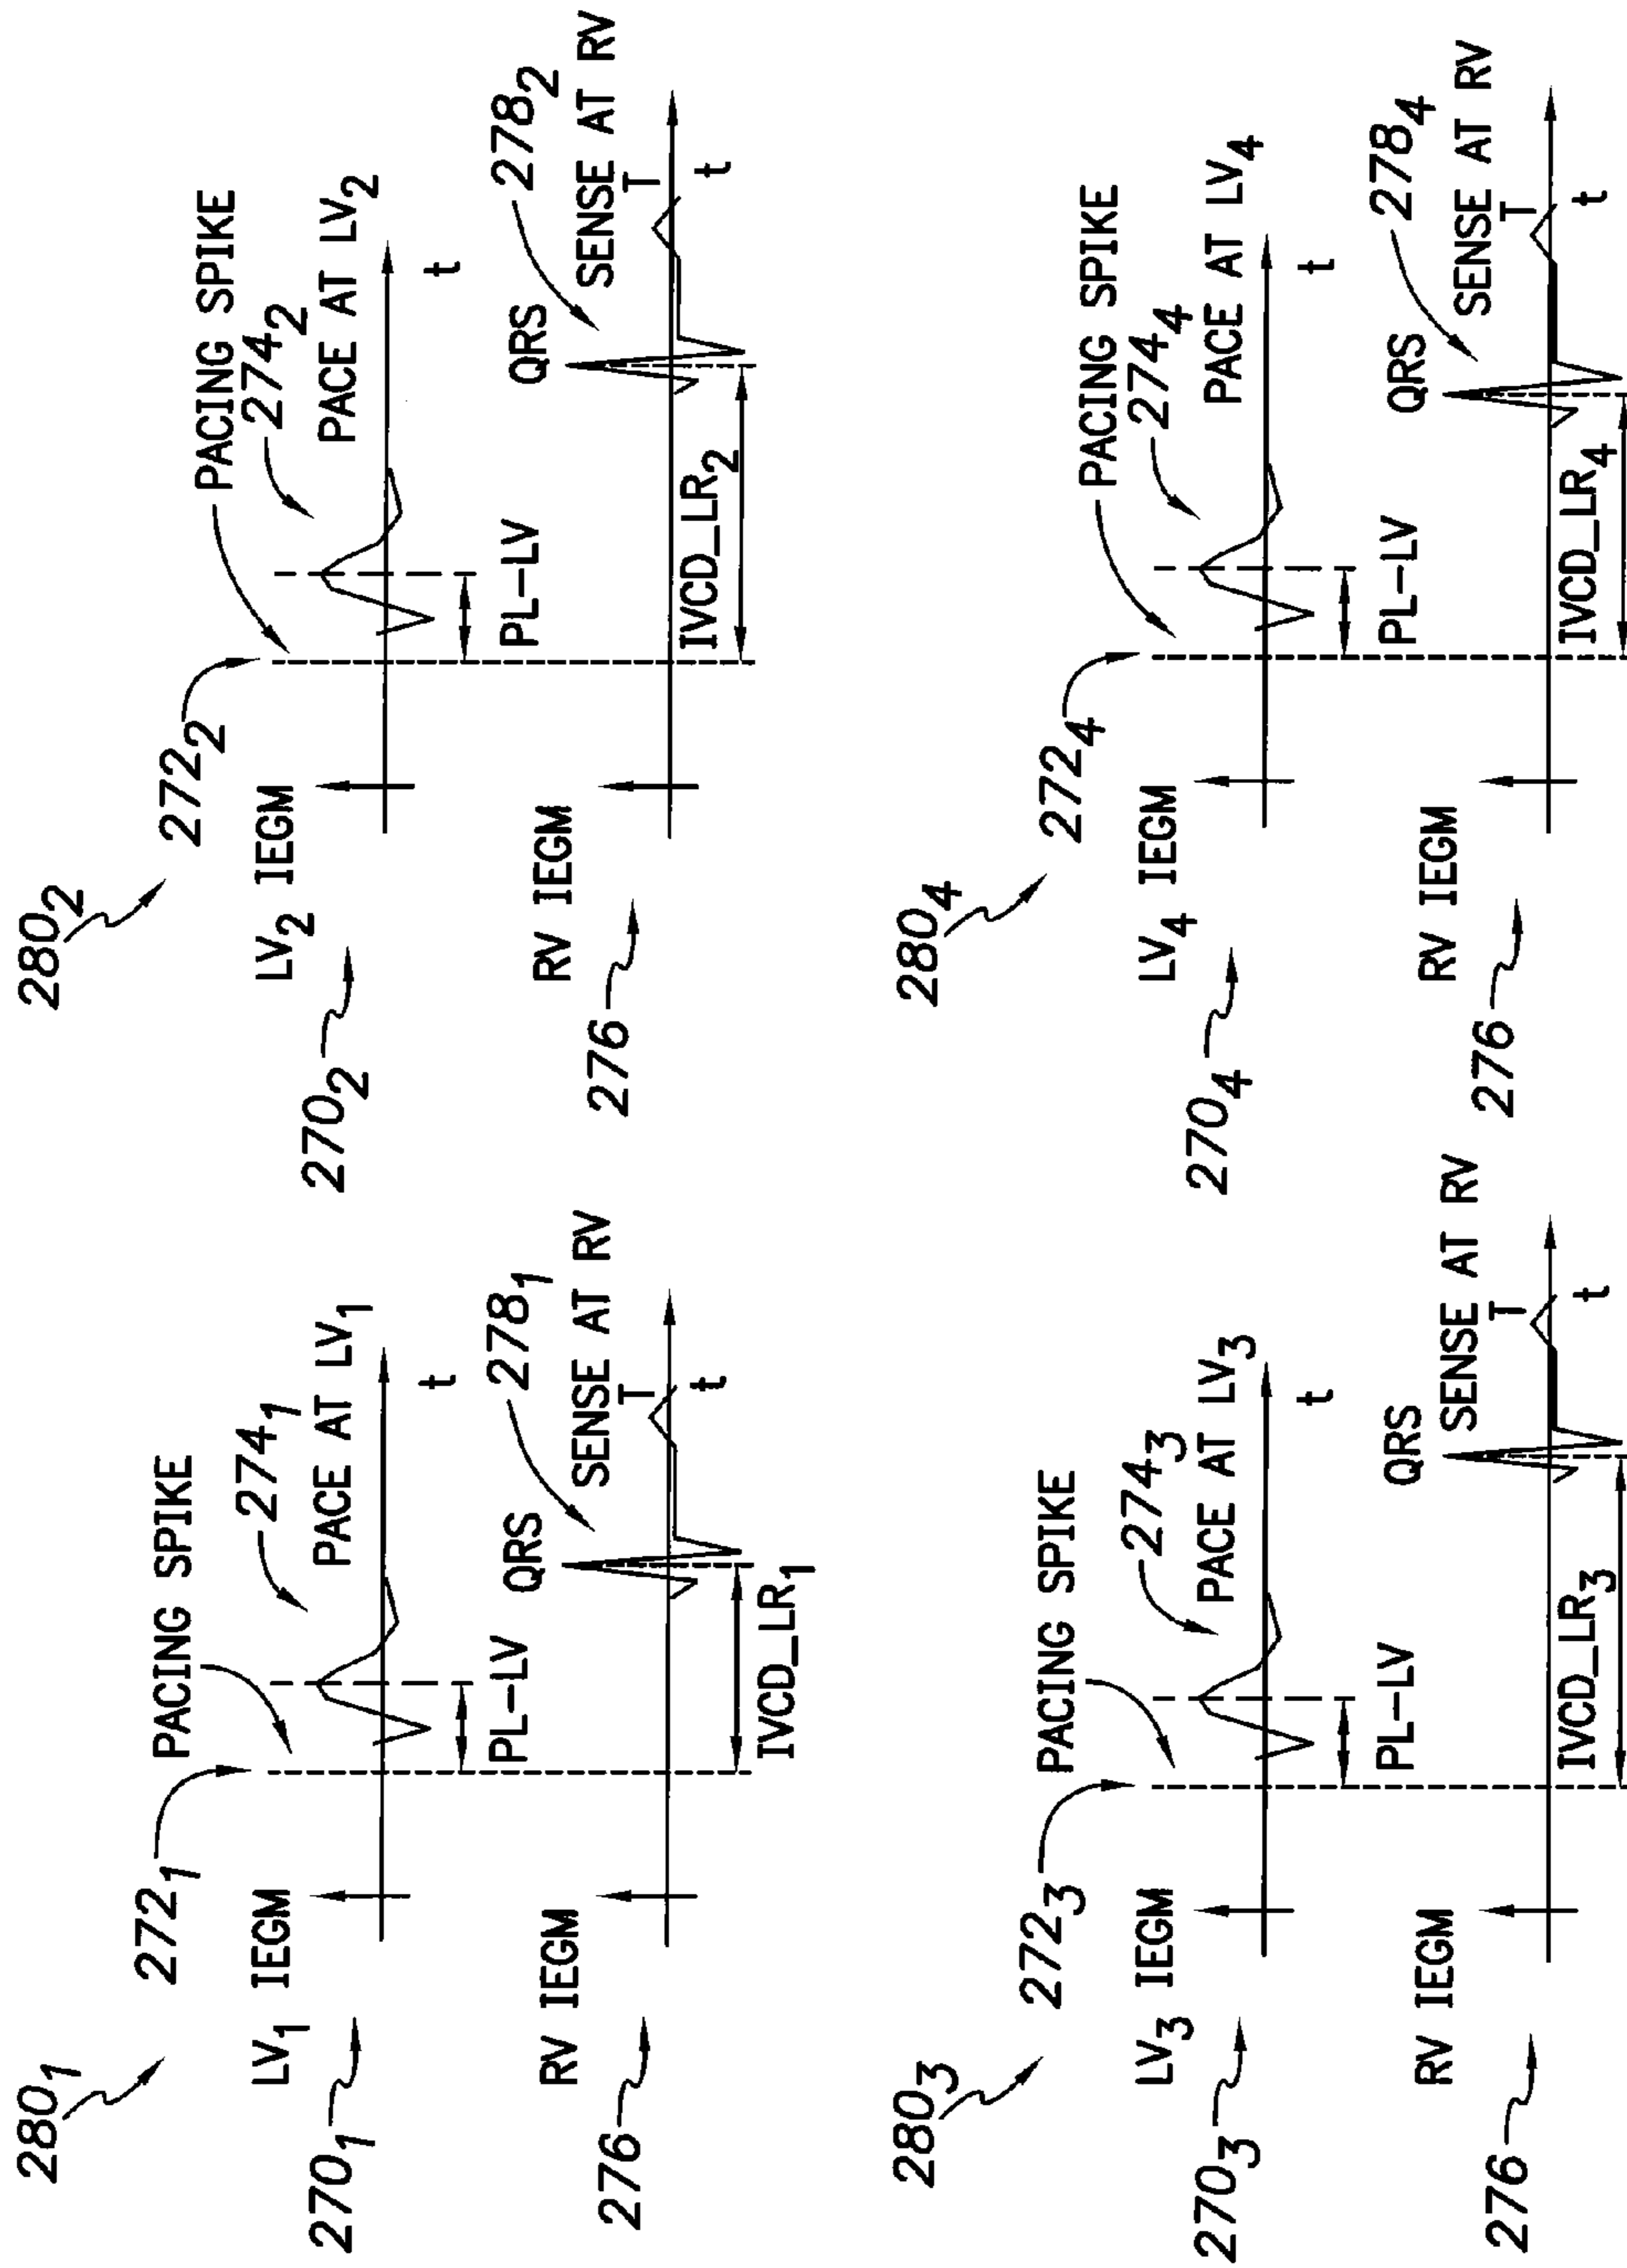 280₁
272₁
PACING SPIKE
274₁
LV₁ IEGM
PACE AT LV₁
270₁
t
PL-LV
QRS
278₁
RV IEGM
SENSE AT RV
T
276
t
IVCD_LR₁
280₂
272₂
PACING SPIKE
274₂
LV₂ IEGM
PACE AT LV₂
270₂
t
PL-LV
QRS
278₂
RV IEGM
SENSE AT RV
T
276
t
IVCD_LR₂
280₃
272₃
PACING SPIKE
274₃
LV₃ IEGM
PACE AT LV₃
270₃
t
PL-LV
QRS
RV IEGM
SENSE AT RV
T
276
t
IVCD_LR₃
280₄
272₄
PACING SPIKE
274₄
LV₄ IEGM
PACE AT LV₄
270₄
t
PL-LV
QRS
278₄
RV IEGM
SENSE AT RV
T
276
t
IVCD_LR₄